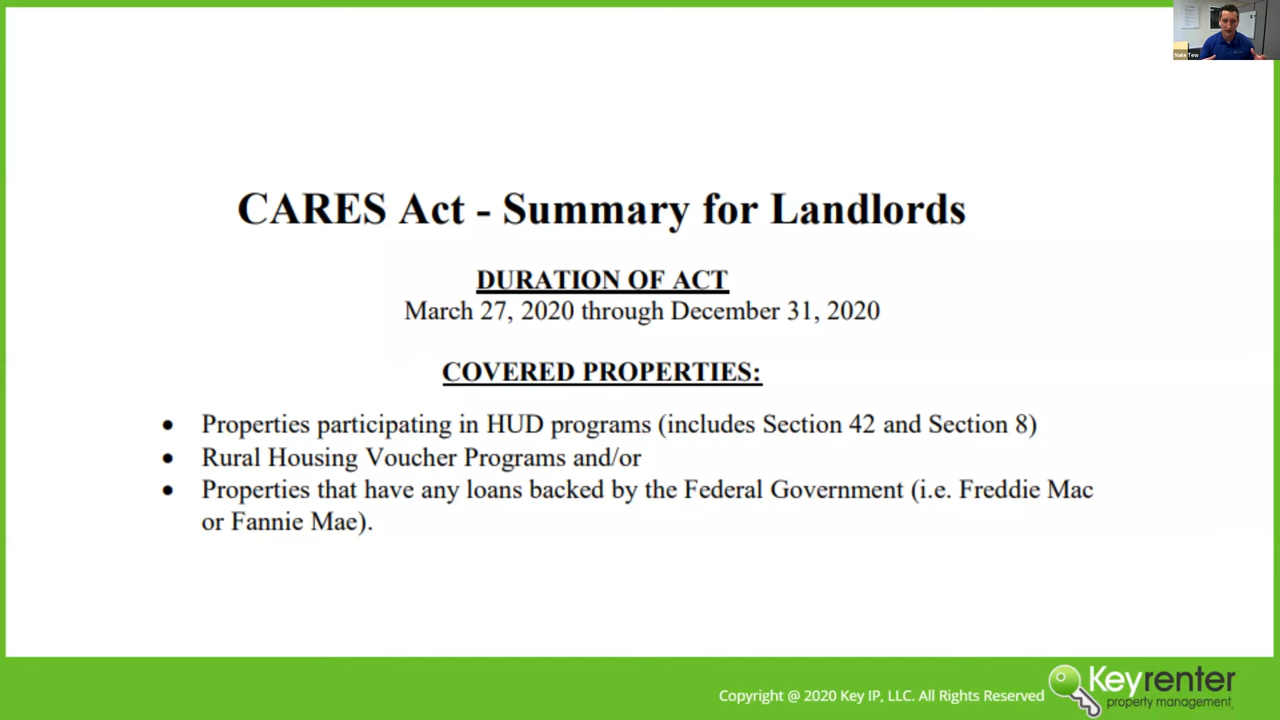 Nate Tew
CARES Act - Summary for Landlords
DURATION OF ACT
March 27, 2020 through December 31, 2020
COVERED PROPERTIES:
• Properties participating in HUD programs (includes Section 42 and Section 8)
• Rural Housing Voucher Programs and/or
• Properties that have any loans backed by the Federal Government (i.e. Freddie Mac
or Fannie Mae).
Copyright @ 2020 Key IP, LLC. All Rights Reserved
Keyrenter
property management